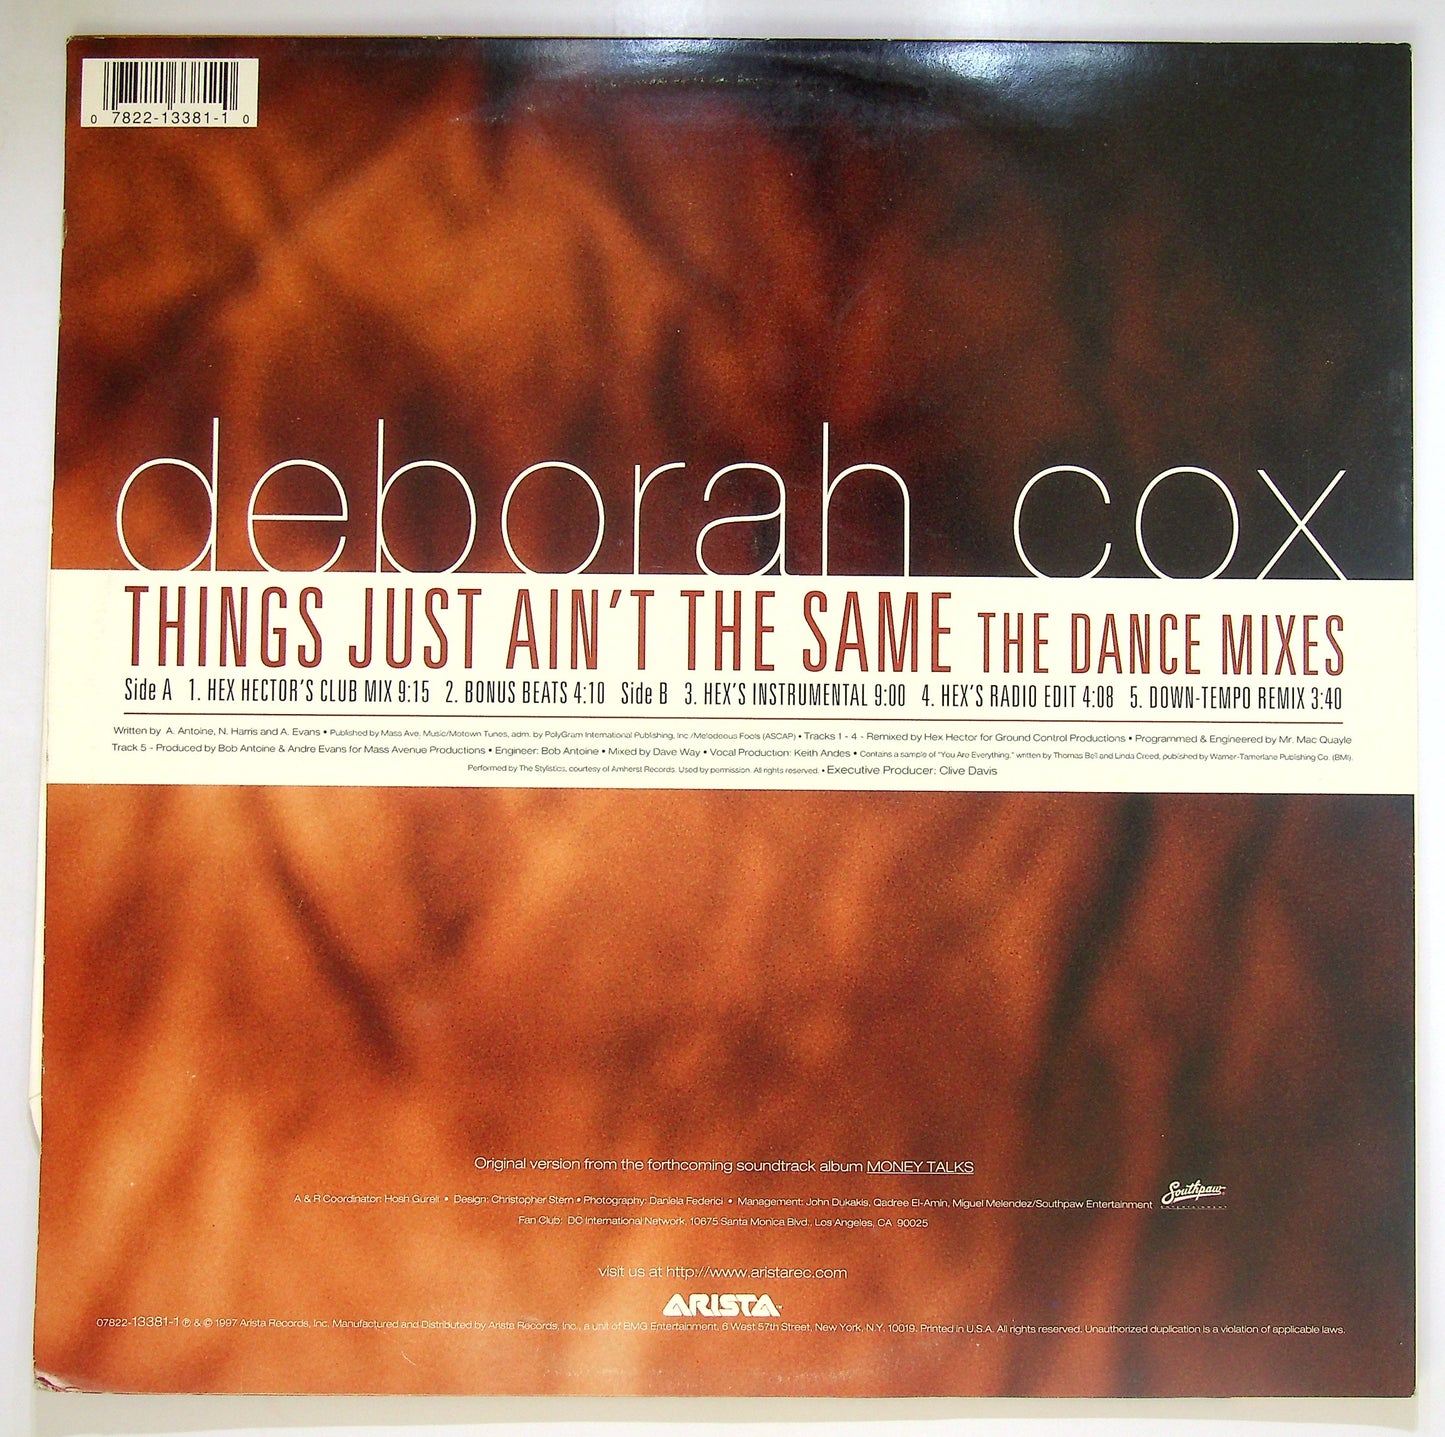 0 7822-13381-1 0
deborah cox
THINGS JUST AIN'T THE SAME THE DANCE MIXES
Side A 1. HEX HECTOR'S CLUB MIX 9:15 2. BONUS BEATS 4:10 Side B 3. HEX'S INSTRUMENTAL 9:00 4. HEX'S RADIO EDIT 4:08 5. DOWN-TEMPO REMIX 3:40
Written by A. Antoine, N. Harris and A. Evans • Published by Mass Ave. Music/Motown Tunes, adm. by PolyGram International Publishing, Inc./Melodeous Fools (ASCAP) • Tracks 1 - 4 - Remixed by Hex Hector for Ground Control Productions • Programmed & Engineered by Mr. Mac Quayle
Track 5 - Produced by Bob Antoine & Andre Evans for Mass Avenue Productions • Engineer: Bob Antoine • Mixed by Dave Way • Vocal Production: Keith Andes • Contains a sample of "You Are Everything," written by Thomas Bell and Linda Creed, published by Warner-Tamerlane Publishing Co. (BMI).
Performed by The Stylistics, courtesy of Amherst Records. Used by permission. All rights reserved. • Executive Producer: Clive Davis
Original version from the forthcoming soundtrack album MONEY TALKS
A & R Coordinator: Hosh Gureli • Design: Christopher Stern • Photography: Daniela Federici • Management: John Dukakis, Qadree El-Amin, Miguel Melendez/Southpaw Entertainment
Southpaw
ENTERTAINMENT
Fan Club: DC International Network, 10675 Santa Monica Blvd., Los Angeles, CA 90025
visit us at http://www.aristarec.com
ARISTA™
07822-13381-1 ℗ & © 1997 Arista Records, Inc. Manufactured and Distributed by Arista Records, Inc., a unit of BMG Entertainment, 6 West 57th Street, New York, N.Y. 10019. Printed in U.S.A. All rights reserved. Unauthorized duplication is a violation of applicable laws.